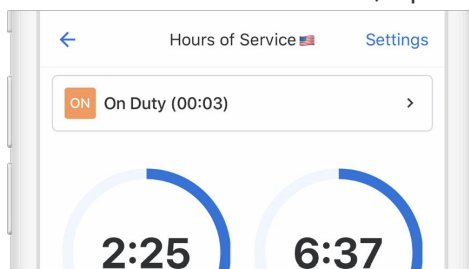 Hours of Service🇺🇸
Settings
ON On Duty (00:03)
2:25
6:37